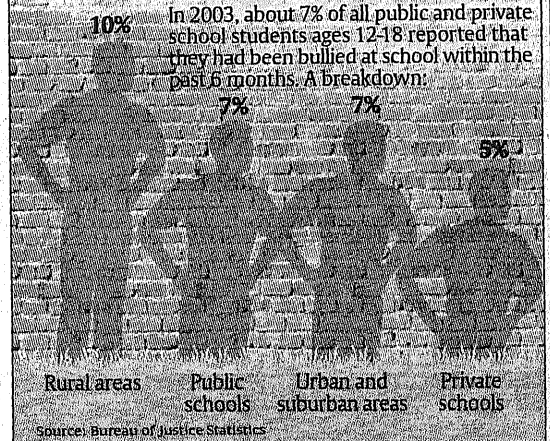 In 2003, about 7% of all public and private
school students ages 12-18 reported that
they had been bullied at school within the
past 6 months. A breakdown:
10%
7%
7%
5%
Rural areas
Public
schools
Urban and
suburban areas
Private
schools
Source: Bureau of Justice Statistics